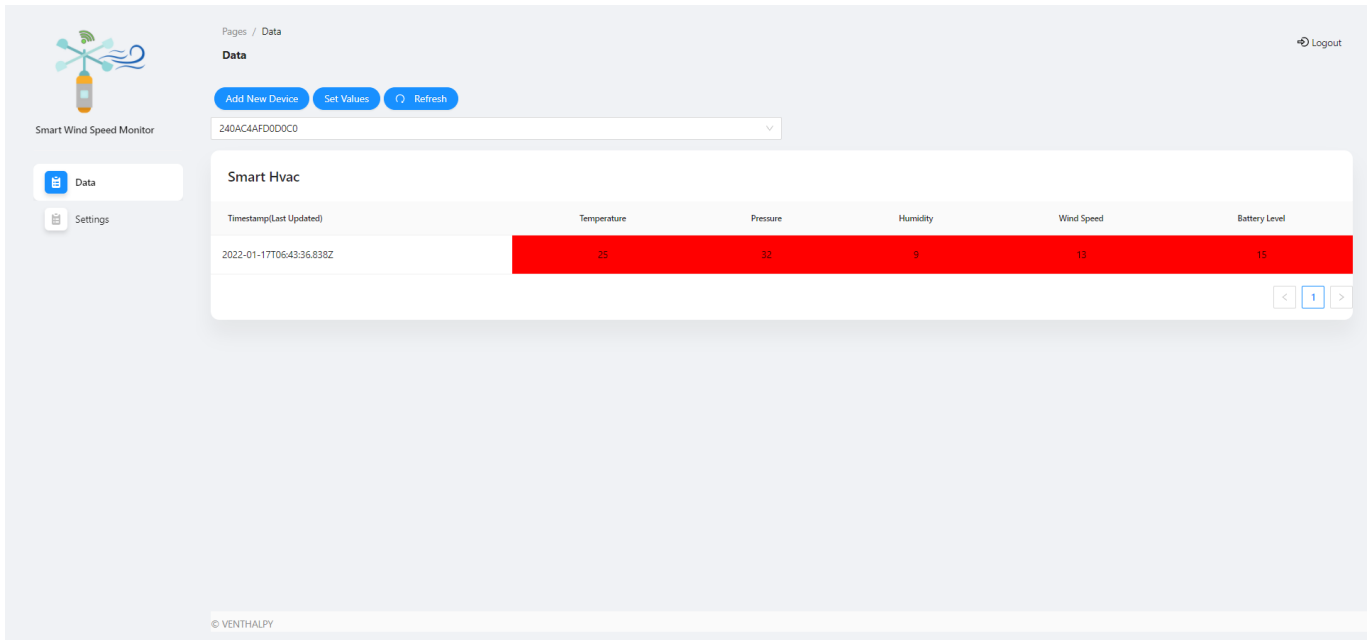 Pages / Data
Data
Logout
Smart Wind Speed Monitor
Add New Device Set Values Refresh
240AC4AFD0D0C0
Data
Settings
Smart Hvac
Timestamp(Last Updated) Temperature Pressure Humidity Wind Speed Battery Level
2022-01-17T06:43:36.838Z 25 32 9 13 15
< 1 >
© VENTHALPY